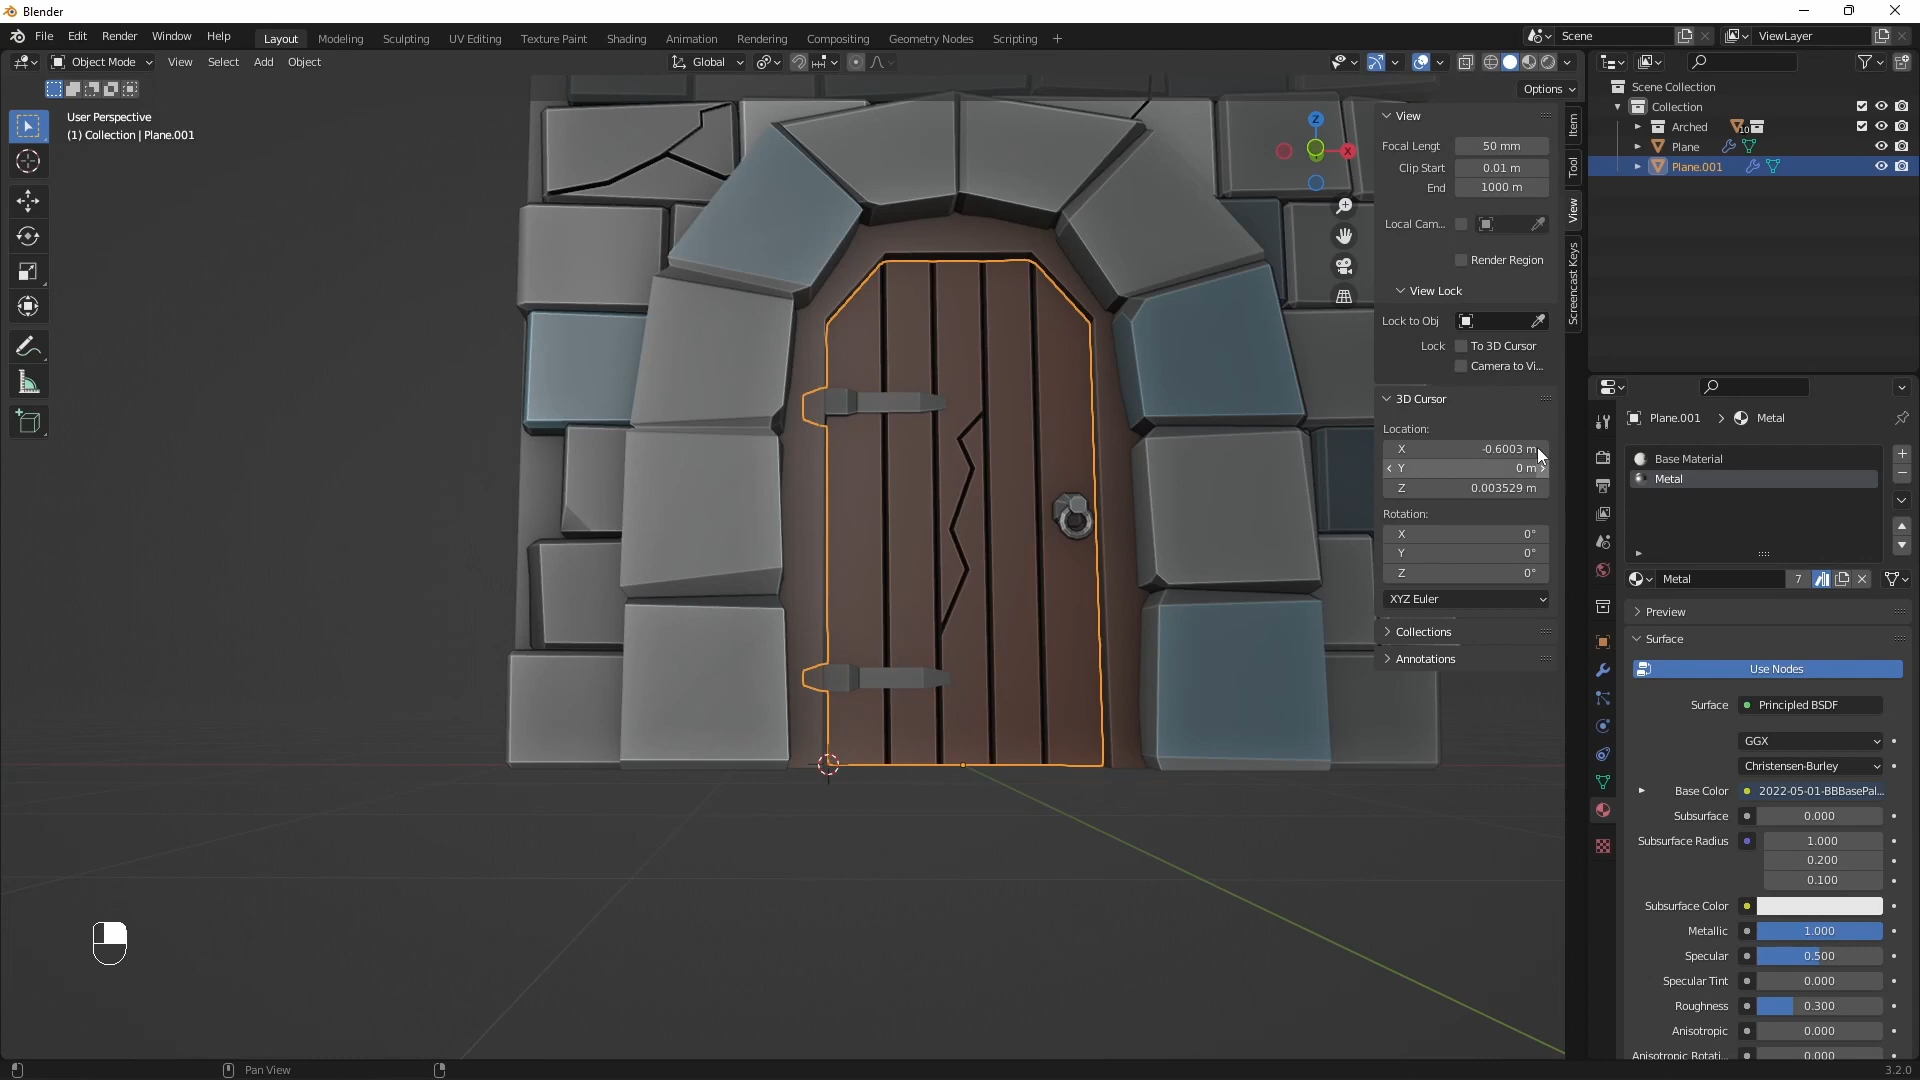 Blender
File Edit Render Window Help Layout Modeling Sculpting UV Editing Texture Paint Shading Animation Rendering Compositing Geometry Nodes Scripting + Scene ViewLayer
Object Mode View Select Add Object Global
Options
User Perspective
(1) Collection | Plane.001
Z
X
View
Focal Lengt 50 mm
Clip Start 0.01 m
End 1000 m
Local Cam...
Render Region
View Lock
Lock to Obj
Lock To 3D Cursor
Camera to Vi...
3D Cursor
Location:
X -0.6003 m
Y 0 m
Z 0.003529 m
Rotation:
X 0°
Y 0°
Z 0°
XYZ Euler
Collections
Annotations
Item
Tool
View
Screencast Keys
Scene Collection
Collection
Arched 10
Plane
Plane.001
Plane.001 > Metal
Base Material
Metal
Metal 7
Preview
Surface
Use Nodes
Surface Principled BSDF
GGX
Christensen-Burley
Base Color 2022-05-01-BBBasePal...
Subsurface 0.000
Subsurface Radius 1.000
0.200
0.100
Subsurface Color
Metallic 1.000
Specular 0.500
Specular Tint 0.000
Roughness 0.300
Anisotropic 0.000
Anisotropic Rotati... 0.000
Pan View
3.2.0